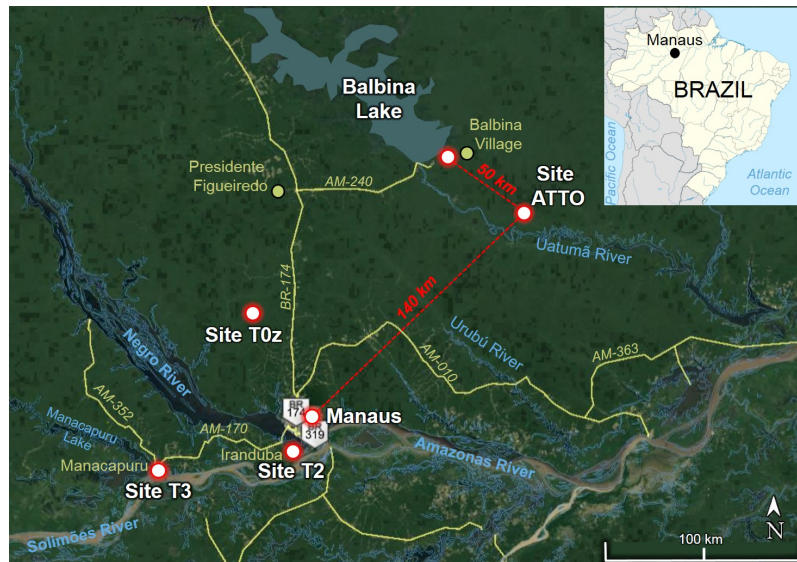 Manaus
BRAZIL
Pacific Ocean
Atlantic
Ocean
Balbina
Lake
Balbina
Village
Presidente
Figueiredo
AM-240
50 km
Site
ATTO
Uatumã River
BR-174
140 km
Site T0z
Negro River
Urubú River
AM-010
AM-363
AM-352
BR
174
Manaus
BR
319
AM-170
Manacapuru
Lake
Iranduba
Amazonas River
Manacapuru
Site T2
Site T3
Solimões River
N
100 km